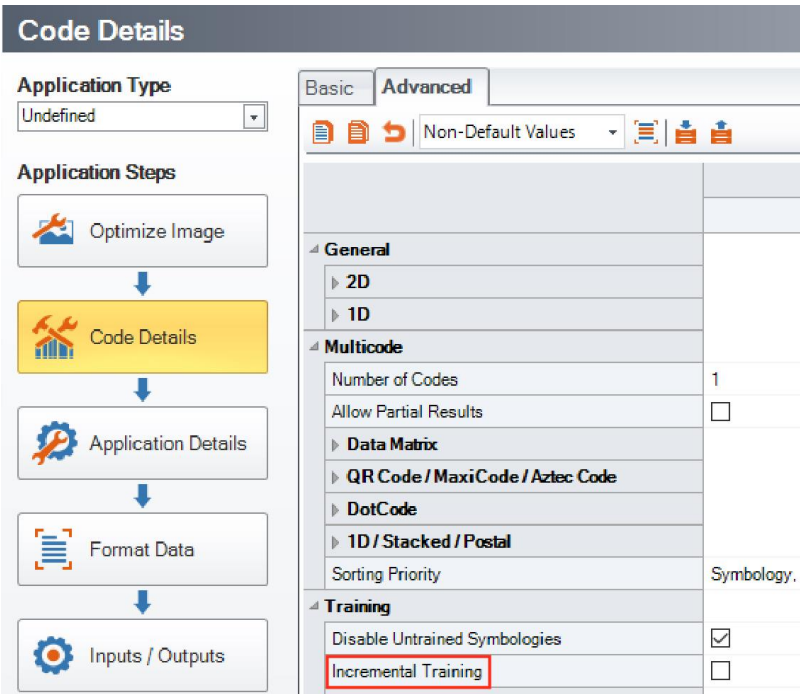 Code Details
Application Type
Undefined
Application Steps
Optimize Image
Code Details
Application Details
Format Data
Inputs / Outputs
Basic
Advanced
Non-Default Values
General
2D
1D
Multicode
Number of Codes 1
Allow Partial Results
Data Matrix
QR Code / MaxiCode / Aztec Code
DotCode
1D / Stacked / Postal
Sorting Priority Symbology,
Training
Disable Untrained Symbologies
Incremental Training